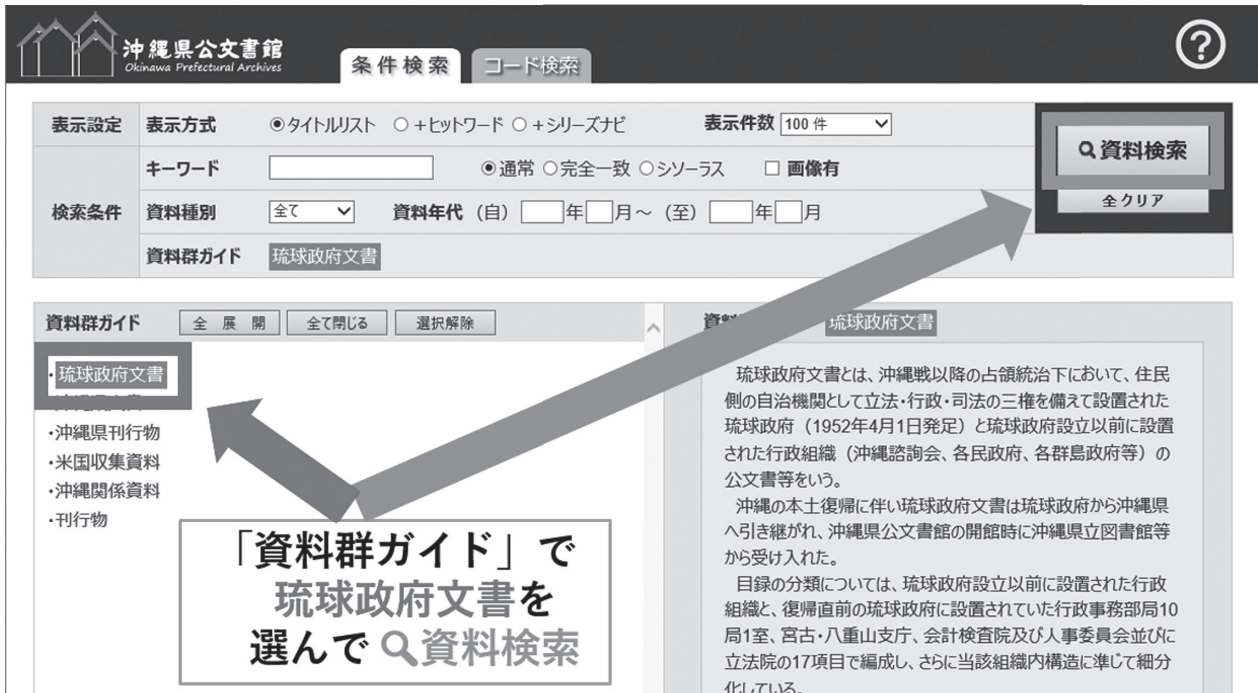 沖縄県公文書館
Okinawa Prefectural Archives
条件検索 コード検索
?
表示設定 表示方式 タイトルリスト +ヒットワード +シリーズナビ 表示件数 100 件
検索条件 キーワード 通常 完全一致 シソーラス 画像有
資料種別 全て 資料年代 (自) 年 月~ (至) 年 月
資料群ガイド 琉球政府文書
資料検索
全クリア
資料群ガイド 全 展 開 全て閉じる 選択解除
・琉球政府文書
・沖縄県刊行物
・米国収集資料
・沖縄関係資料
・刊行物
「資料群ガイド」で
琉球政府文書を
選んで 資料検索
琉球政府文書
琉球政府文書とは、沖縄戦以降の占領統治下において、住民
側の自治機関として立法・行政・司法の三権を備えて設置された
琉球政府(1952年4月1日発足)と琉球政府設立以前に設置
された行政組織(沖縄諮詢会、各民政府、各群島政府等)の
公文書等をいう。
沖縄の本土復帰に伴い琉球政府文書は琉球政府から沖縄県
へ引き継がれ、沖縄県公文書館の開館時に沖縄県立図書館等
から受け入れた。
目録の分類については、琉球政府設立以前に設置された行政
組織と、復帰直前の琉球政府に設置されていた行政事務部局10
局1室、宮古・八重山支庁、会計検査院及び人事委員会並びに
立法院の17項目で編成し、さらに当該組織内構造に準じて細分
化している。